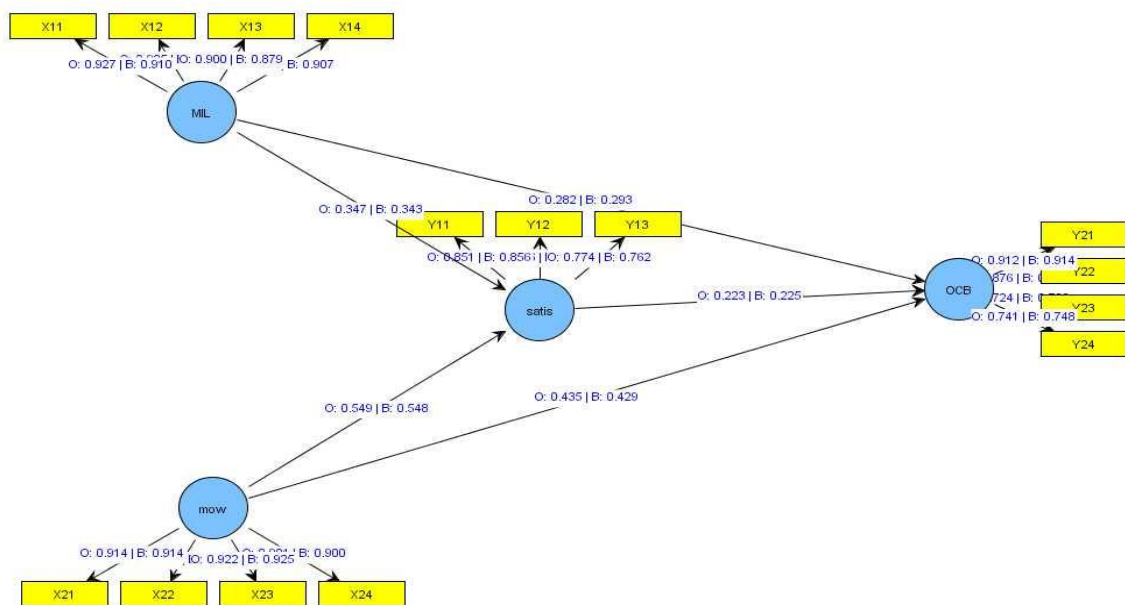 X11 X12 X13 X14
O: 0.927 | B: 0.910
O: 0.900 | B: 0.879
B: 0.907
MIL
O: 0.282 | B: 0.293
O: 0.347 | B: 0.343
Y11 Y12 Y13
O: 0.851 | B: 0.856
O: 0.774 | B: 0.762
Y21
O: 0.912 | B: 0.914
Y22
OCB
O: 0.223 | B: 0.225
satis
Y23
O: 0.741 | B: 0.748
Y24
O: 0.549 | B: 0.548
O: 0.435 | B: 0.429
mow
O: 0.914 | B: 0.914
O: 0.922 | B: 0.925
B: 0.900
X21 X22 X23 X24